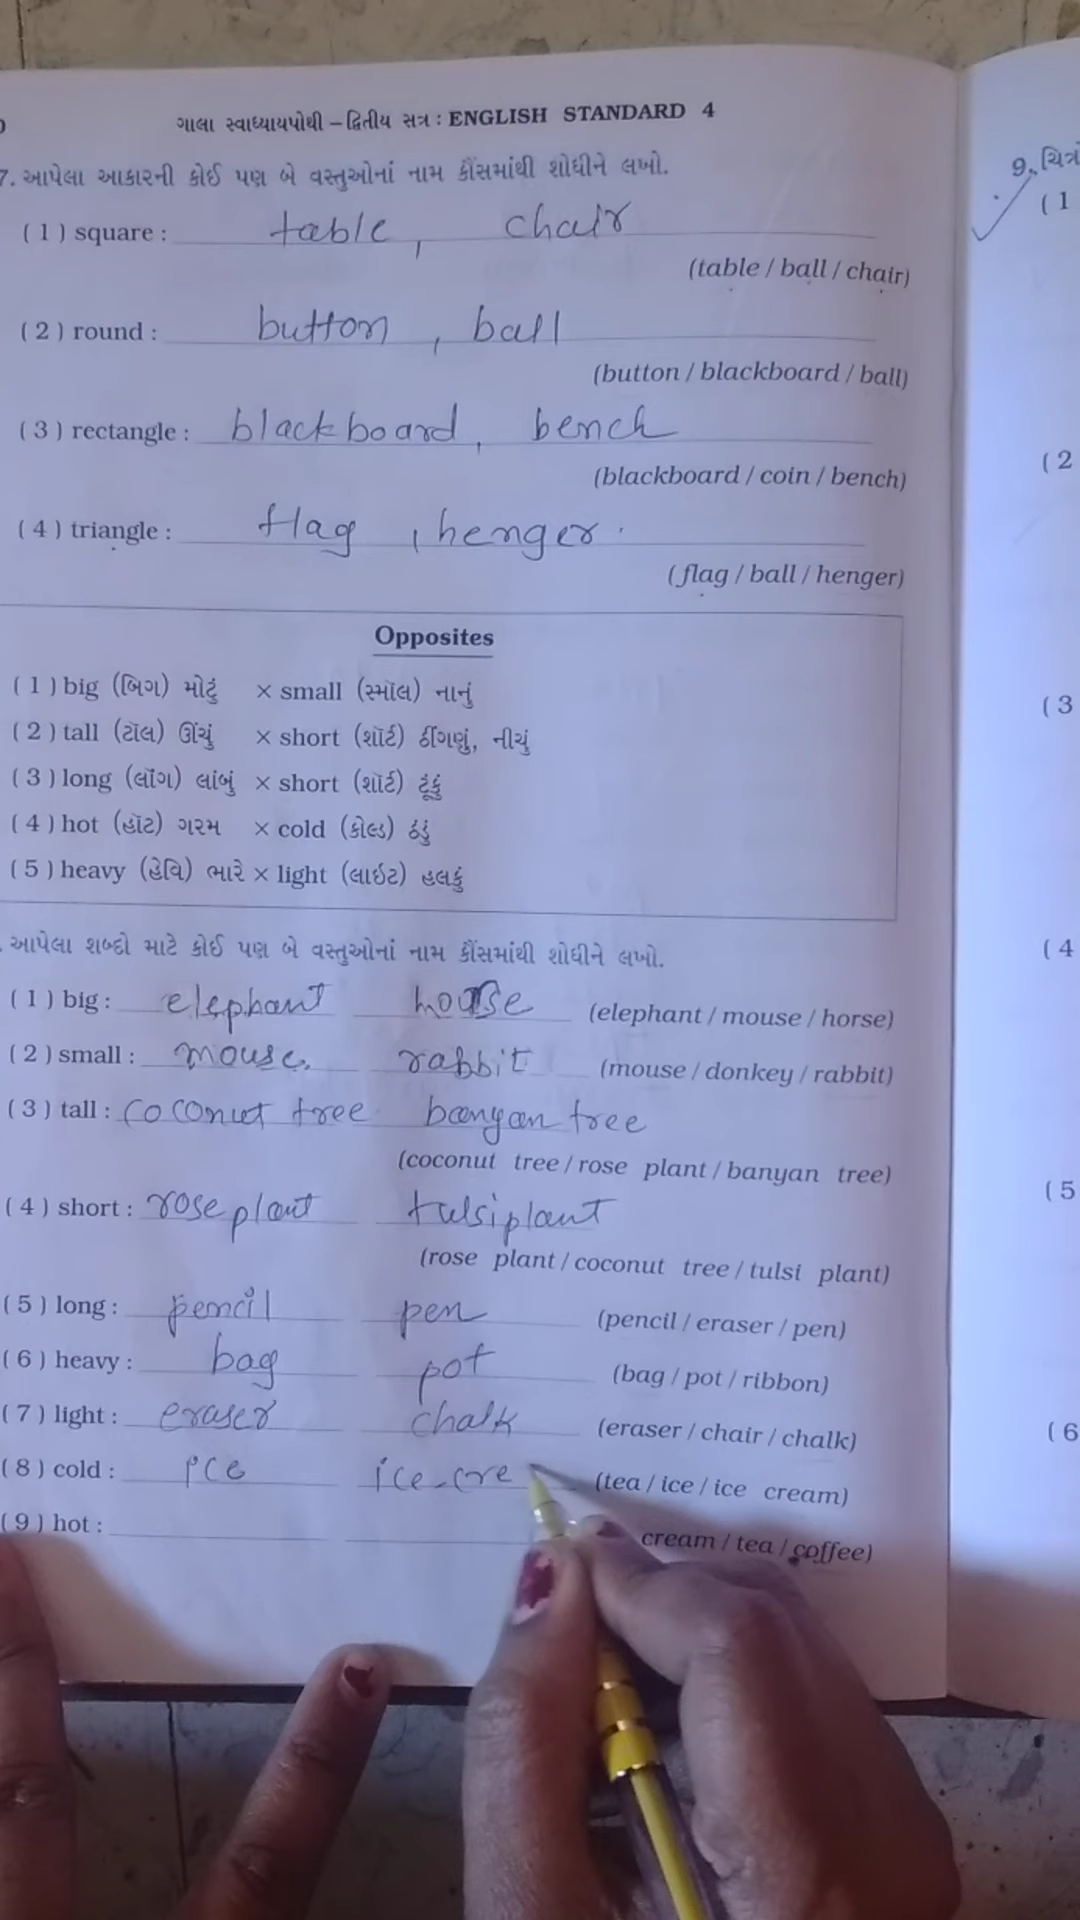 ગાલા સ્વાધ્યાયપોથી – દ્વિતીય સત્ર : ENGLISH STANDARD 4
7. આપેલા આકારની કોઈ પણ બે વસ્તુઓનાં નામ કૌંસમાંથી શોધીને લખો.
( 1 ) square : table , chair
(table / ball / chair)
( 2 ) round : button , ball
(button / blackboard / ball)
( 3 ) rectangle : blackboard , bench
(blackboard / coin / bench)
( 4 ) triangle : flag , henger.
(flag / ball / henger)
Opposites
( 1 ) big (બિગ) મોટું × small (સ્મૉલ) નાનું
( 2 ) tall (ટૉલ) ઊંચું × short (શૉર્ટ) ઠીંગણું, નીચું
( 3 ) long (લૉંગ) લાંબું × short (શૉર્ટ) ટૂંકું
( 4 ) hot (હૉટ) ગરમ × cold (કોલ્ડ) ઠંડું
( 5 ) heavy (હેવિ) ભારે × light (લાઇટ) હલકું
. આપેલા શબ્દો માટે કોઈ પણ બે વસ્તુઓનાં નામ કૌંસમાંથી શોધીને લખો.
( 1 ) big : elephant horse (elephant / mouse / horse)
( 2 ) small : mouse. rabbit (mouse / donkey / rabbit)
( 3 ) tall : coconut tree banyan tree
(coconut tree / rose plant / banyan tree)
( 4 ) short : rose plant tulsi plant
(rose plant / coconut tree / tulsi plant)
( 5 ) long : pencil pen (pencil / eraser / pen)
( 6 ) heavy : bag pot (bag / pot / ribbon)
( 7 ) light : eraser chalk (eraser / chair / chalk)
( 8 ) cold : ice ice-cre (tea / ice / ice cream)
( 9 ) hot : cream / tea / coffee)
9. ચિત્રો
( 1
( 2
( 3
( 4
( 5
( 6